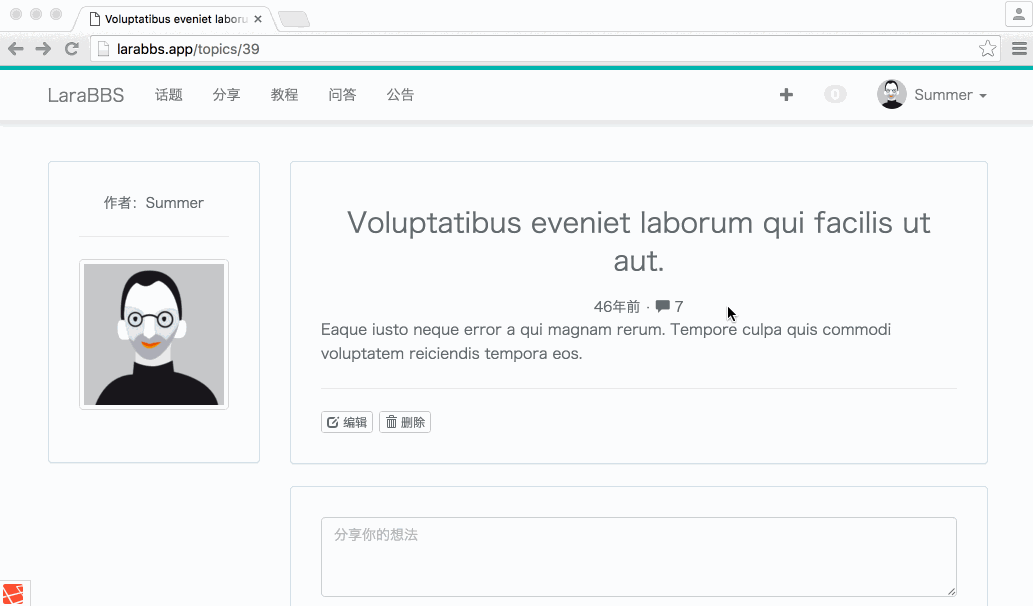 Voluptatibus eveniet laboru
larabbs.app/topics/39
LaraBBS 话题 分享 教程 问答 公告 0 Summer
作者：Summer
Voluptatibus eveniet laborum qui facilis ut
aut.
46年前 · 7
Eaque iusto neque error a qui magnam rerum. Tempore culpa quis commodi
voluptatem reiciendis tempora eos.
编辑 删除
分享你的想法